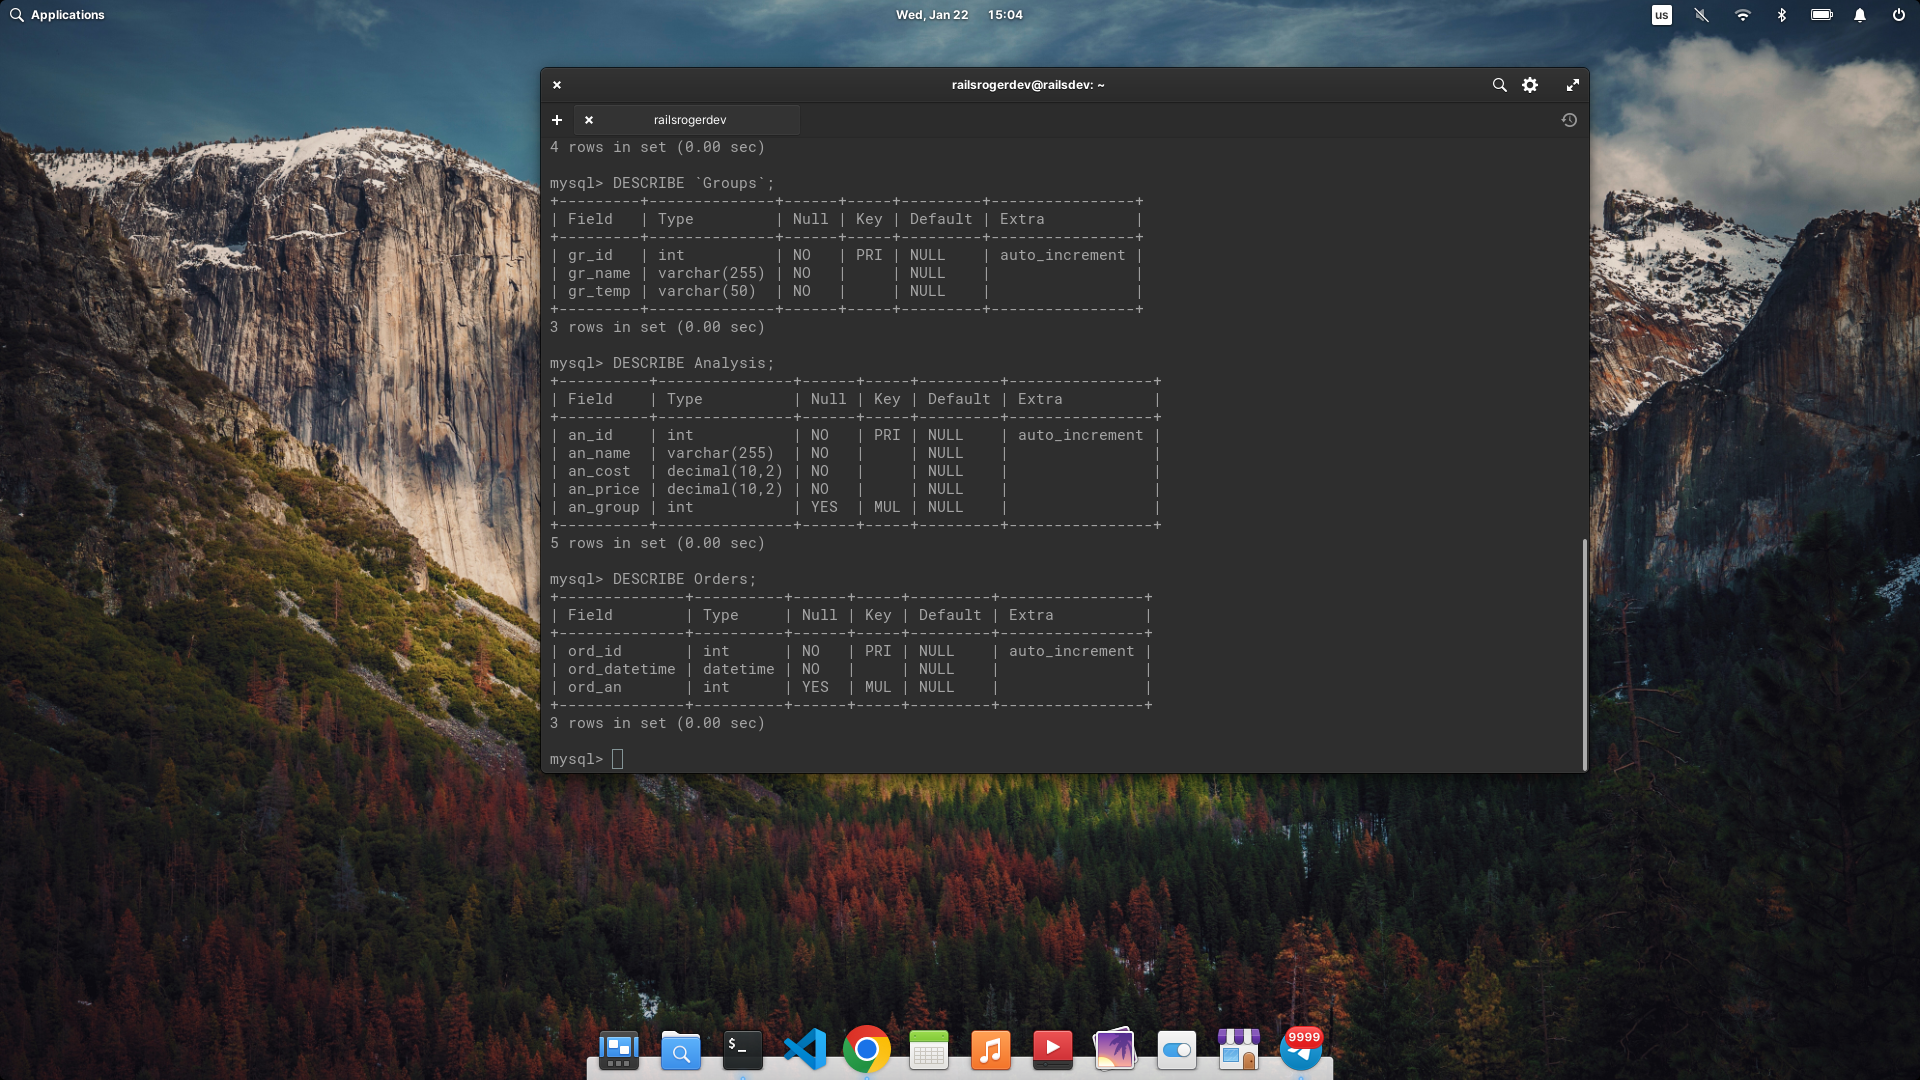 Applications
Wed, Jan 22 15:04
us
railsrogerdev@railsdev: ~
railsrogerdev
4 rows in set (0.00 sec)
mysql> DESCRIBE `Groups`;
+---------+--------------+------+-----+---------+----------------+
| Field   | Type         | Null | Key | Default | Extra          |
+---------+--------------+------+-----+---------+----------------+
| gr_id   | int          | NO   | PRI | NULL    | auto_increment |
| gr_name | varchar(255) | NO   |     | NULL    |                |
| gr_temp | varchar(50)  | NO   |     | NULL    |                |
+---------+--------------+------+-----+---------+----------------+
3 rows in set (0.00 sec)
mysql> DESCRIBE Analysis;
+----------+---------------+------+-----+---------+----------------+
| Field    | Type          | Null | Key | Default | Extra          |
+----------+---------------+------+-----+---------+----------------+
| an_id    | int           | NO   | PRI | NULL    | auto_increment |
| an_name  | varchar(255)  | NO   |     | NULL    |                |
| an_cost  | decimal(10,2) | NO   |     | NULL    |                |
| an_price | decimal(10,2) | NO   |     | NULL    |                |
| an_group | int           | YES  | MUL | NULL    |                |
+----------+---------------+------+-----+---------+----------------+
5 rows in set (0.00 sec)
mysql> DESCRIBE Orders;
+--------------+----------+------+-----+---------+----------------+
| Field        | Type     | Null | Key | Default | Extra          |
+--------------+----------+------+-----+---------+----------------+
| ord_id       | int      | NO   | PRI | NULL    | auto_increment |
| ord_datetime | datetime | NO   |     | NULL    |                |
| ord_an       | int      | YES  | MUL | NULL    |                |
+--------------+----------+------+-----+---------+----------------+
3 rows in set (0.00 sec)
mysql>
$_
9999